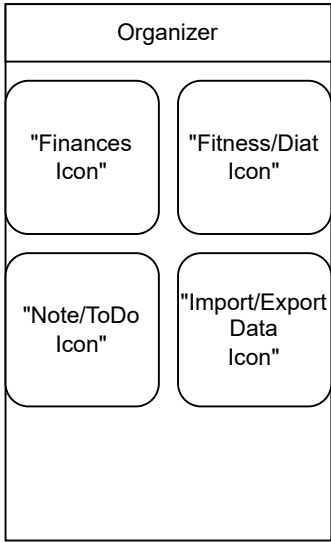 Organizer
"Finances
Icon"
"Fitness/Diat
Icon"
"Note/ToDo
Icon"
"Import/Export
Data
Icon"